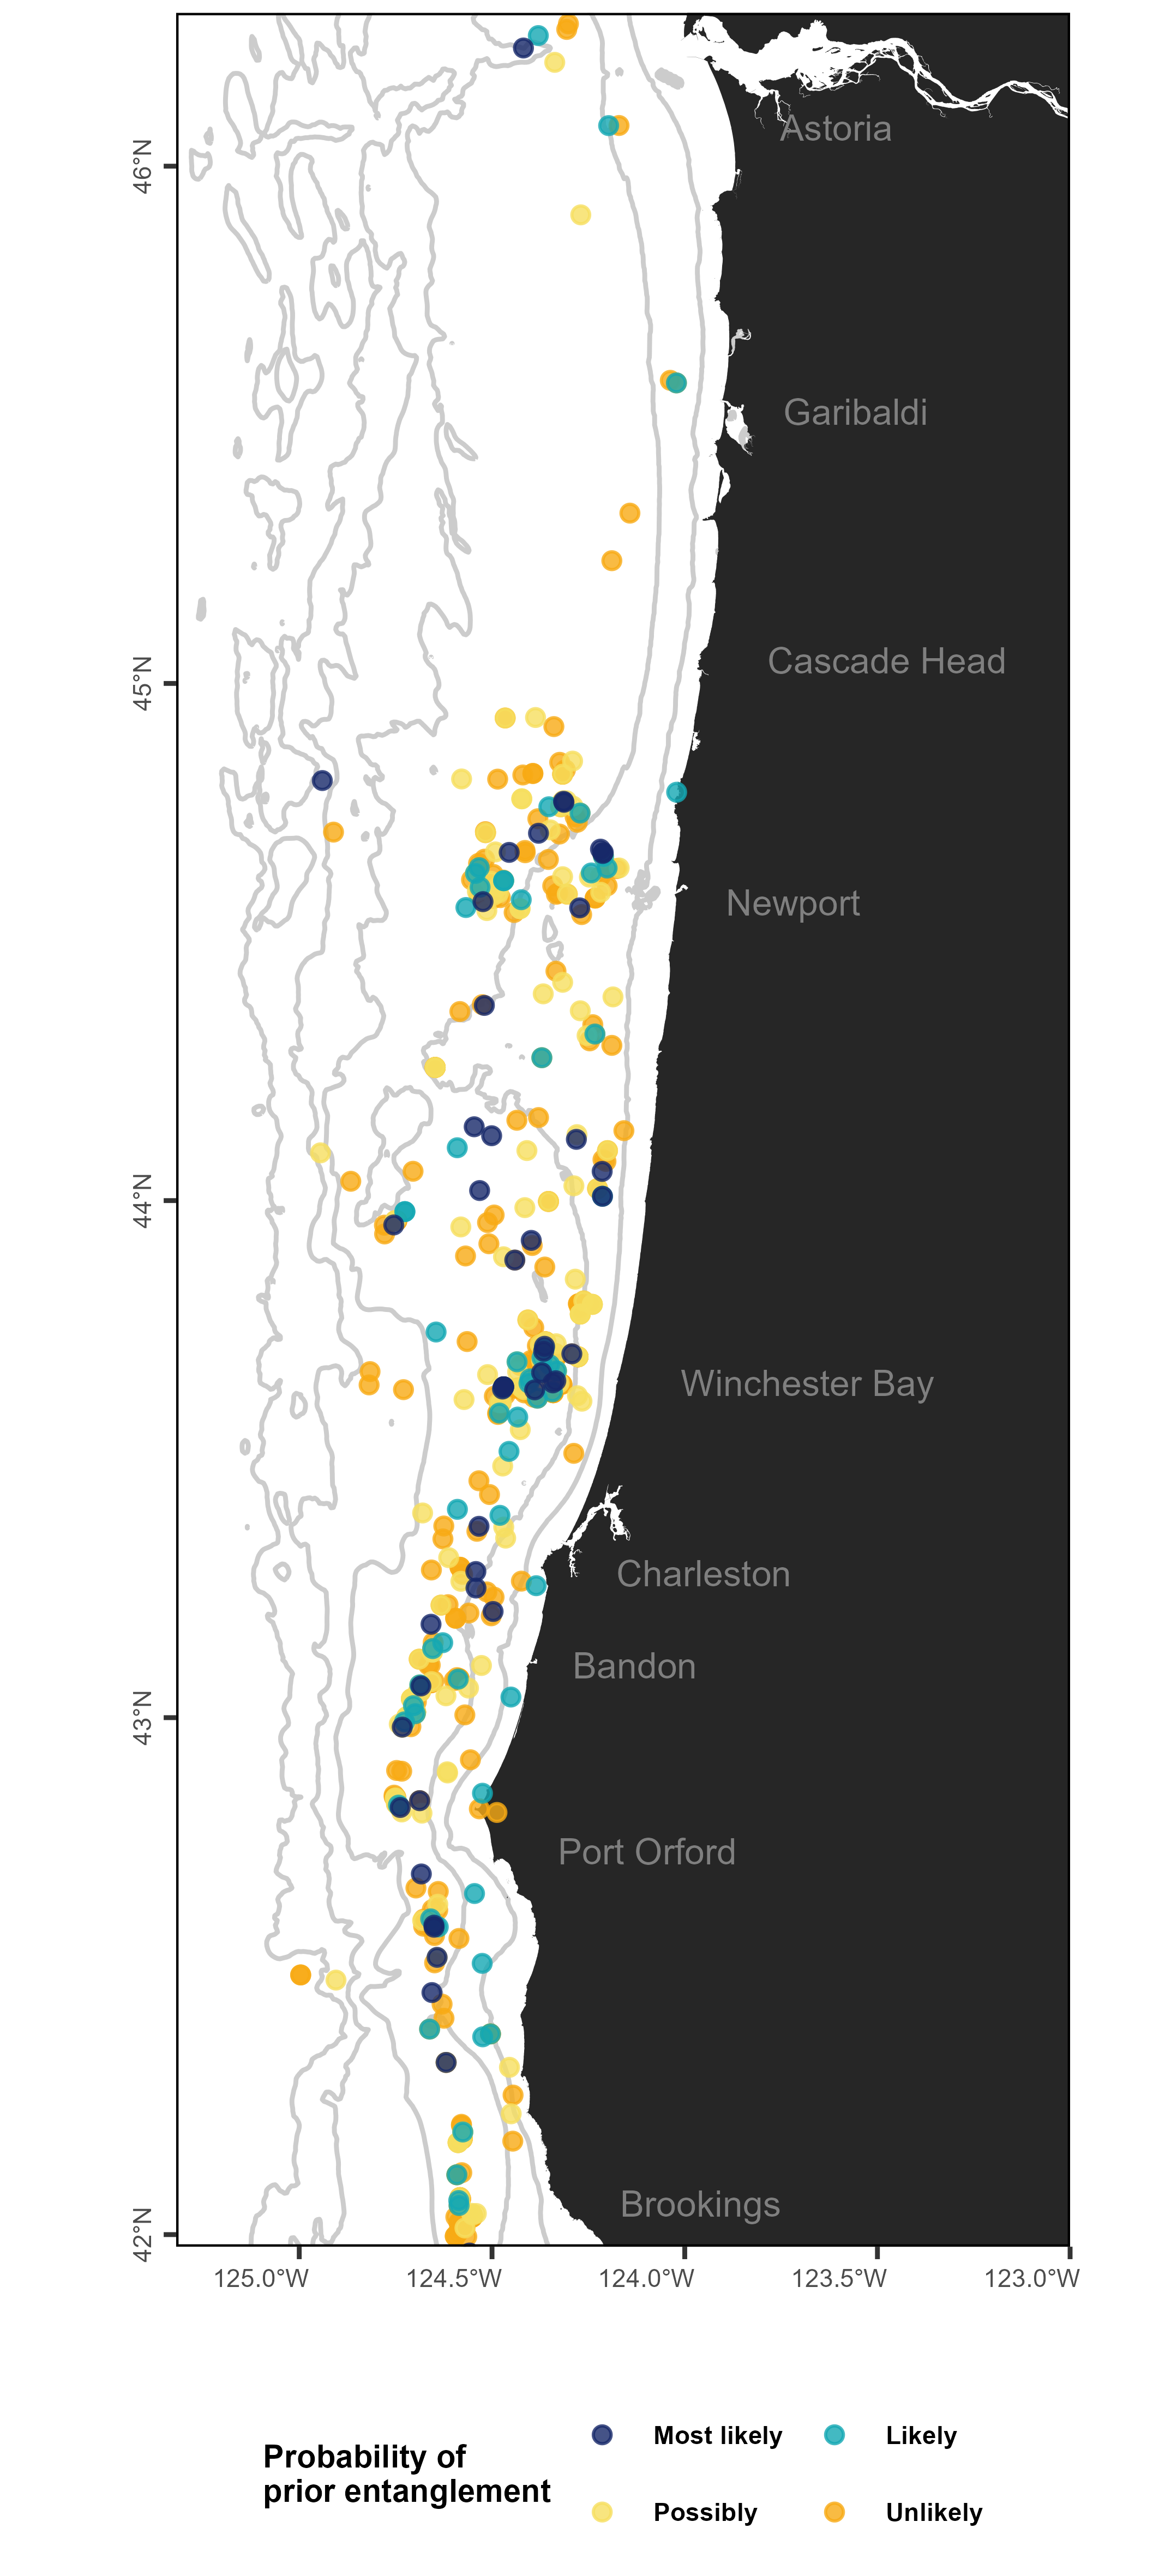 Astoria
46°N
Garibaldi
Cascade Head
45°N
Newport
44°N
Winchester Bay
Charleston
Bandon
43°N
Port Orford
Brookings
42°N
125.0°W 124.5°W 124.0°W 123.5°W 123.0°W
Probability of
prior entanglement
Most likely Likely
Possibly Unlikely